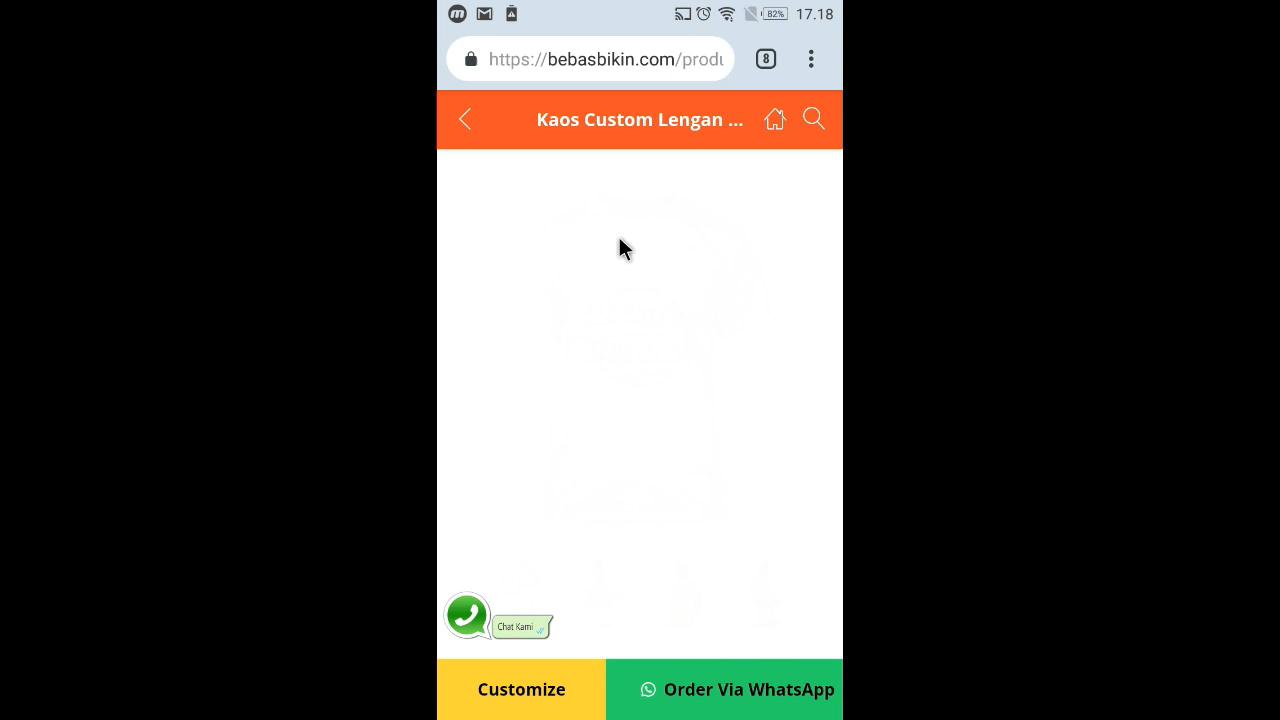 82% 17.18
https://bebasbikin.com/produ
8
Kaos Custom Lengan ...
Chat Kami
Customize
Order Via WhatsApp